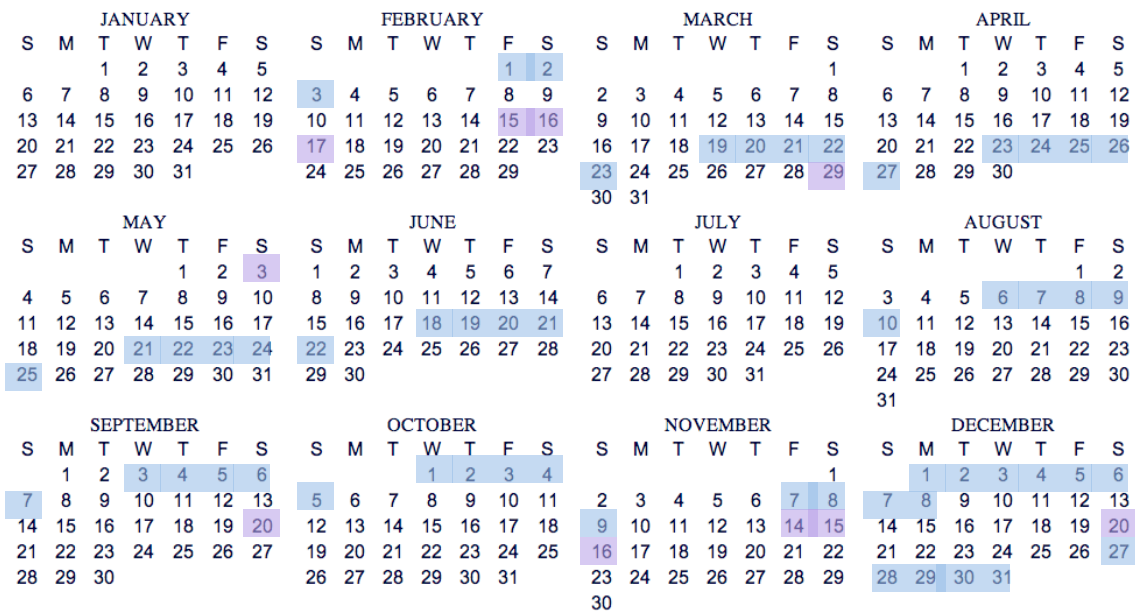 JANUARY FEBRUARY MARCH APRIL
S M T W T F S S M T W T F S S M T W T F S S M T W T F S
1 2 3 4 5 1 2 1 1 2 3 4 5
6 7 8 9 10 11 12 3 4 5 6 7 8 9 2 3 4 5 6 7 8 6 7 8 9 10 11 12
13 14 15 16 17 18 19 10 11 12 13 14 15 16 9 10 11 12 13 14 15 13 14 15 16 17 18 19
20 21 22 23 24 25 26 17 18 19 20 21 22 23 16 17 18 19 20 21 22 20 21 22 23 24 25 26
27 28 29 30 31 24 25 26 27 28 29 23 24 25 26 27 28 29 27 28 29 30
30 31
MAY JUNE JULY AUGUST
S M T W T F S S M T W T F S S M T W T F S S M T W T F S
1 2 3 1 2 3 4 5 6 7 1 2 3 4 5 1 2
4 5 6 7 8 9 10 8 9 10 11 12 13 14 6 7 8 9 10 11 12 3 4 5 6 7 8 9
11 12 13 14 15 16 17 15 16 17 18 19 20 21 13 14 15 16 17 18 19 10 11 12 13 14 15 16
18 19 20 21 22 23 24 22 23 24 25 26 27 28 20 21 22 23 24 25 26 17 18 19 20 21 22 23
25 26 27 28 29 30 31 29 30 27 28 29 30 31 24 25 26 27 28 29 30
31
SEPTEMBER OCTOBER NOVEMBER DECEMBER
S M T W T F S S M T W T F S S M T W T F S S M T W T F S
1 2 3 4 5 6 1 2 3 4 1 1 2 3 4 5 6
7 8 9 10 11 12 13 5 6 7 8 9 10 11 2 3 4 5 6 7 8 7 8 9 10 11 12 13
14 15 16 17 18 19 20 12 13 14 15 16 17 18 9 10 11 12 13 14 15 14 15 16 17 18 19 20
21 22 23 24 25 26 27 19 20 21 22 23 24 25 16 17 18 19 20 21 22 21 22 23 24 25 26 27
28 29 30 26 27 28 29 30 31 23 24 25 26 27 28 29 28 29 30 31
30